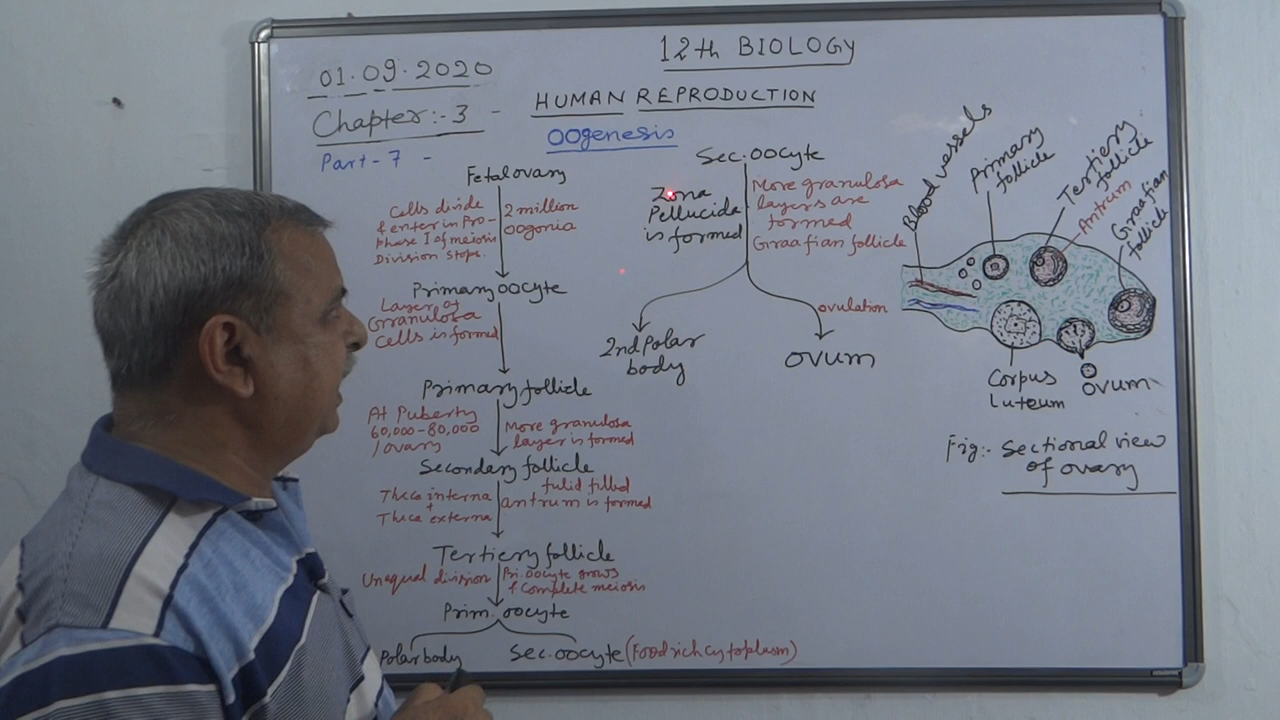 12th BIOLOGY
01.09.2020
Chapter:-3 - HUMAN REPRODUCTION
Part-7 -
Oogenesis
Fetal ovary
Cells divide
& enter in Pro-
phase I of meiosis
Division stops.
2 million
oogonia
Primary oocyte
Layer of
Granulosa
Cells is formed
Primary follicle
At Puberty
60,000-80,000
/ovary
More granulosa
layer is formed
Secondary follicle
Theca interna
+
Theca externa
fulid filled
antrum is formed
Tertiery follicle
Unequal division
Pri. oocyte grows
& Complete meiosis
Prim. oocyte
Polar body
Sec. oocyte (Food rich cytoplasm)
Sec. oocyte
Zona
Pellucida
is formed
More granulosa
layers are
formed
Graafian follicle
2nd Polar
body
ovulation
Ovum
Blood vessels
Primary
follicle
Tertiery
follicle
Antrum
Graafian
follicle
Corpus
Luteum
Ovum
Fig:- Sectional view
of ovary